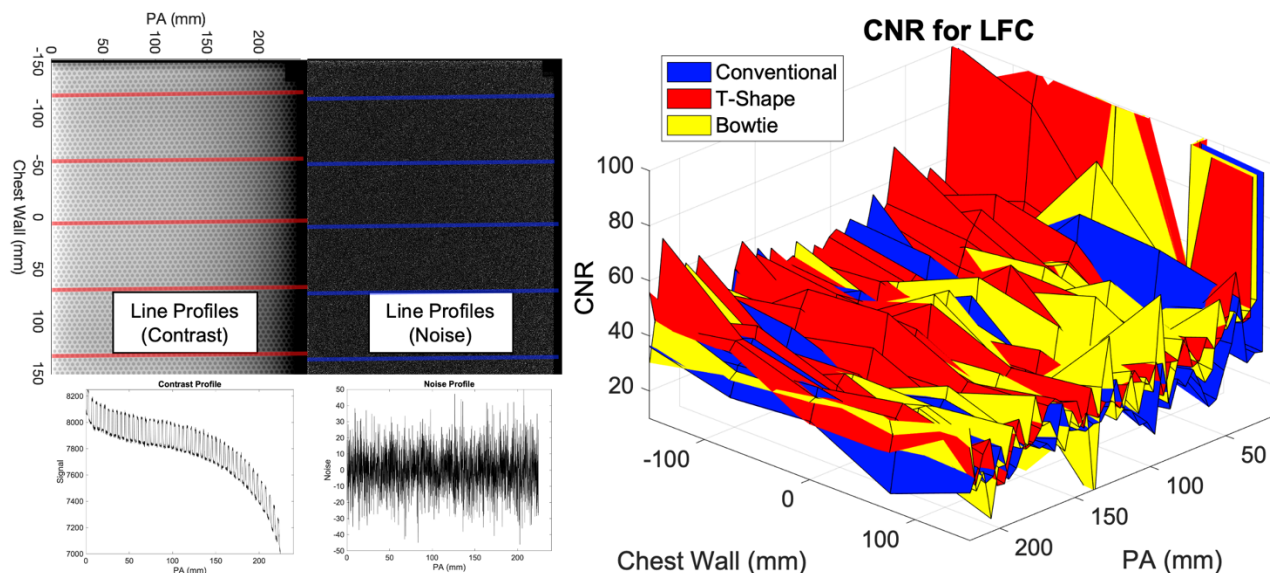 PA (mm)
0
50
100
150
200
-150
-100
-50
0
50
100
150
Chest Wall (mm)
Line Profiles
(Contrast)
Line Profiles
(Noise)
Contrast Profile
8200
8000
7800
7600
7400
7200
7000
Signal
0
50
100
150
200
PA (mm)
Noise Profile
50
40
30
20
10
0
-10
-20
-30
-40
-50
Noise
0
50
100
150
200
PA (mm)
CNR for LFC
Conventional
T-Shape
Bowtie
100
80
60
40
20
CNR
-100
0
100
Chest Wall (mm)
200
150
100
50
PA (mm)